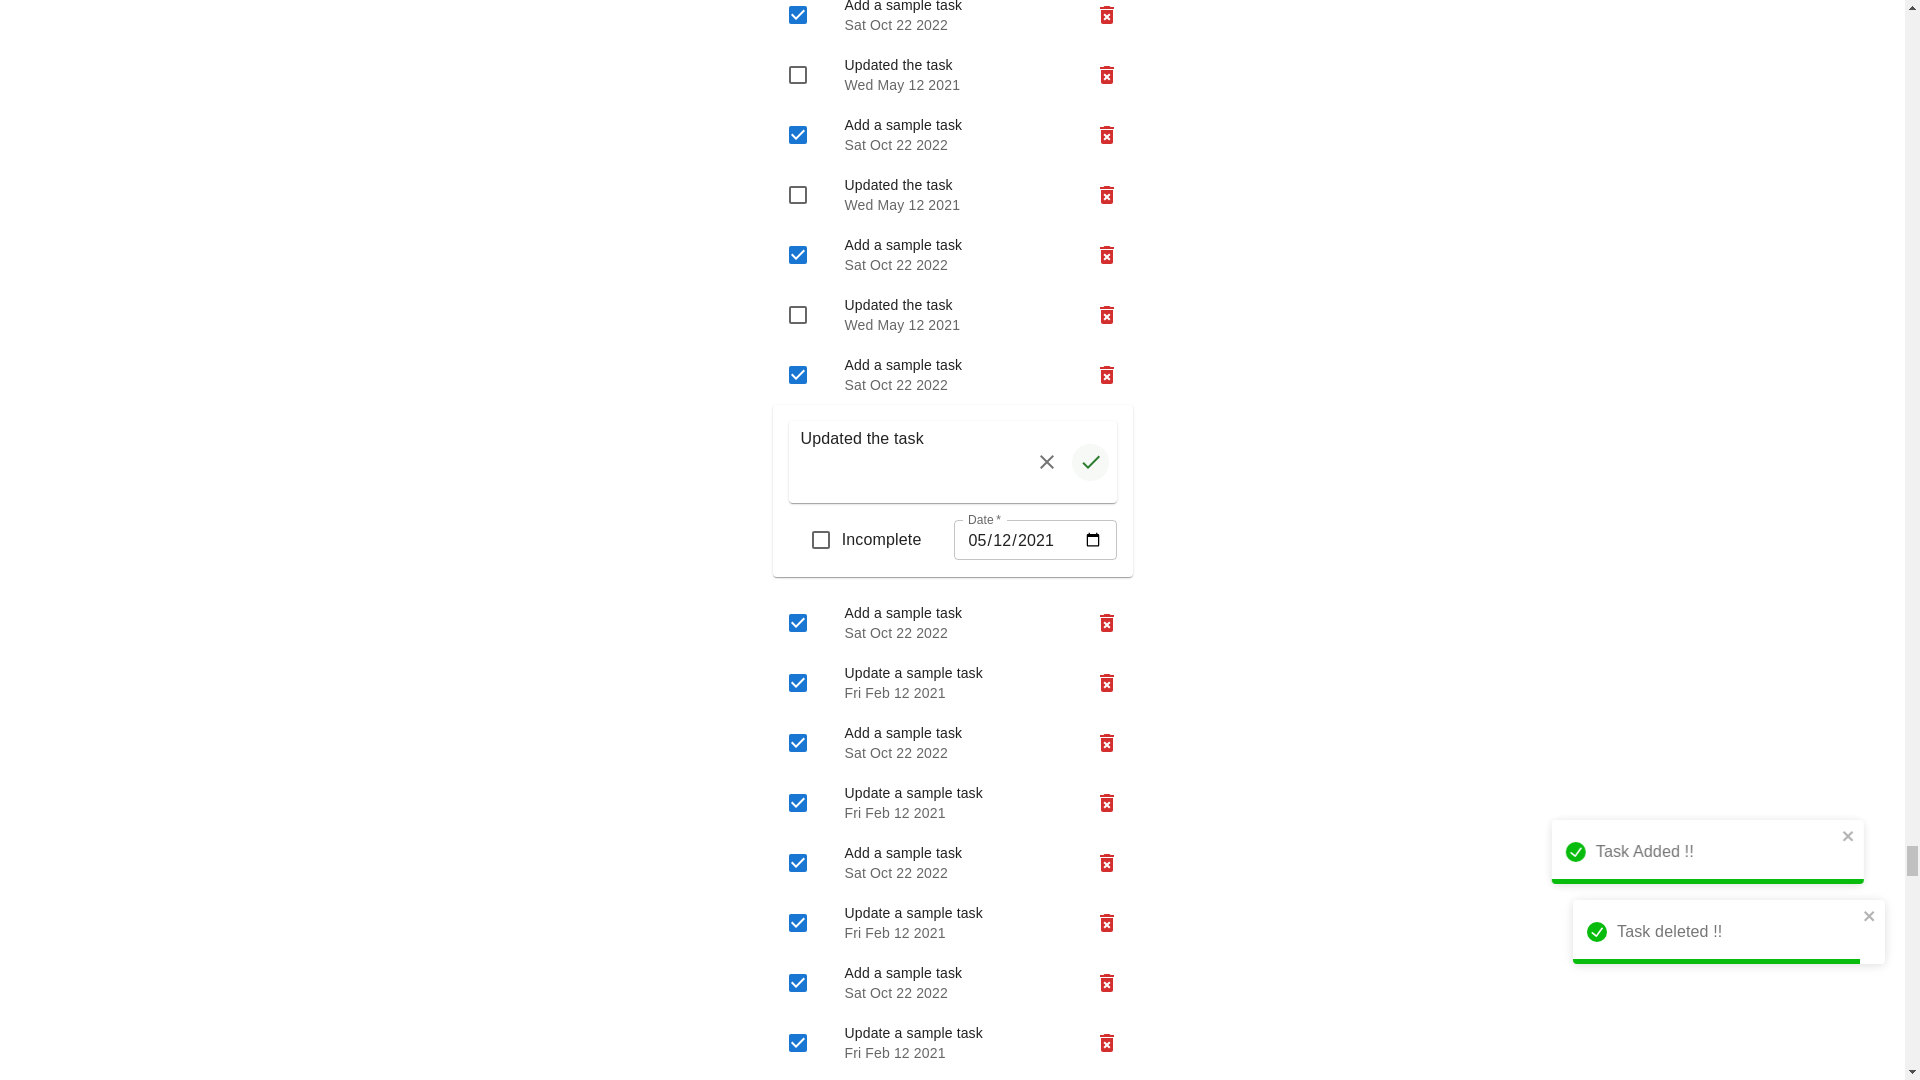 Add a sample task
Sat Oct 22 2022
Updated the task
Wed May 12 2021
Add a sample task
Sat Oct 22 2022
Updated the task
Wed May 12 2021
Add a sample task
Sat Oct 22 2022
Updated the task
Wed May 12 2021
Add a sample task
Sat Oct 22 2022
Updated the task
Date *
Incomplete
05/12/2021
Add a sample task
Sat Oct 22 2022
Update a sample task
Fri Feb 12 2021
Add a sample task
Sat Oct 22 2022
Update a sample task
Fri Feb 12 2021
Add a sample task
Sat Oct 22 2022
Update a sample task
Fri Feb 12 2021
Add a sample task
Sat Oct 22 2022
Update a sample task
Fri Feb 12 2021
Task Added !!
Task deleted !!